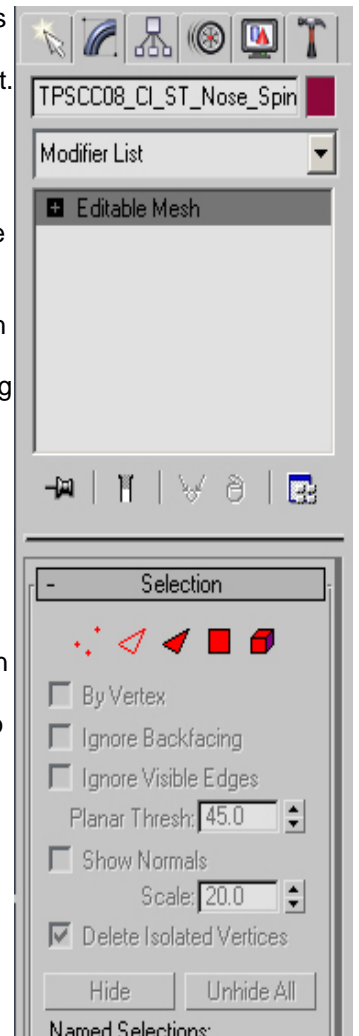 s
t.
TPSCC08_CI_ST_Nose_Spin
Modifier List
Editable Mesh
e
n
g
- Selection
n
By Vertex
o
Ignore Backfacing
Ignore Visible Edges
Planar Thresh: 45.0
Show Normals
Scale: 20.0
Delete Isolated Vertices
Hide Unhide All
Named Selections: